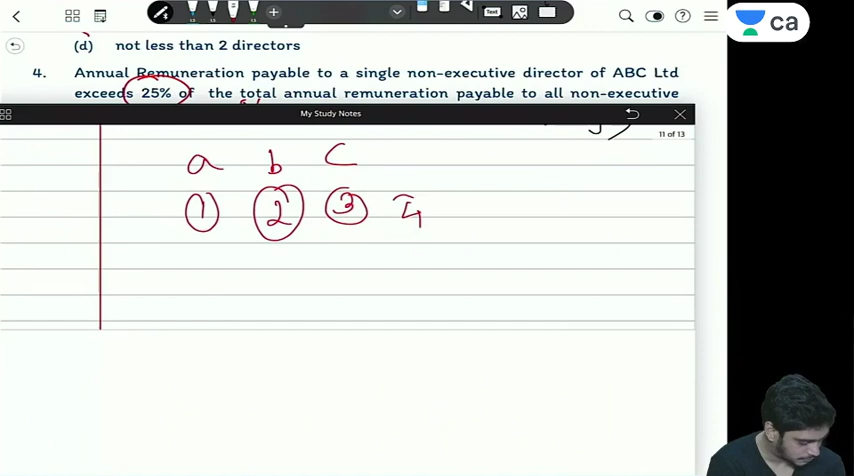 ca
(d) not less than 2 directors
4. Annual Remuneration payable to a single non-executive director of ABC Ltd
exceeds 25% of the total annual remuneration payable to all non-executive
Text
My Study Notes
11 of 13
a b c
1 2 3 4